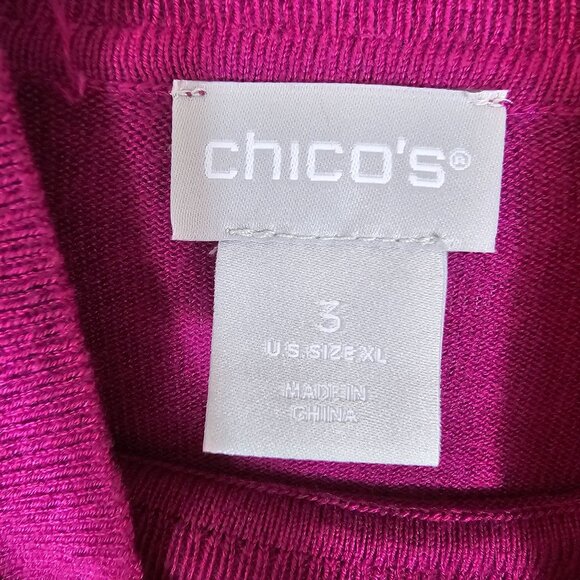 chico's®
3
U.S. SIZE XL
MADE IN
CHINA